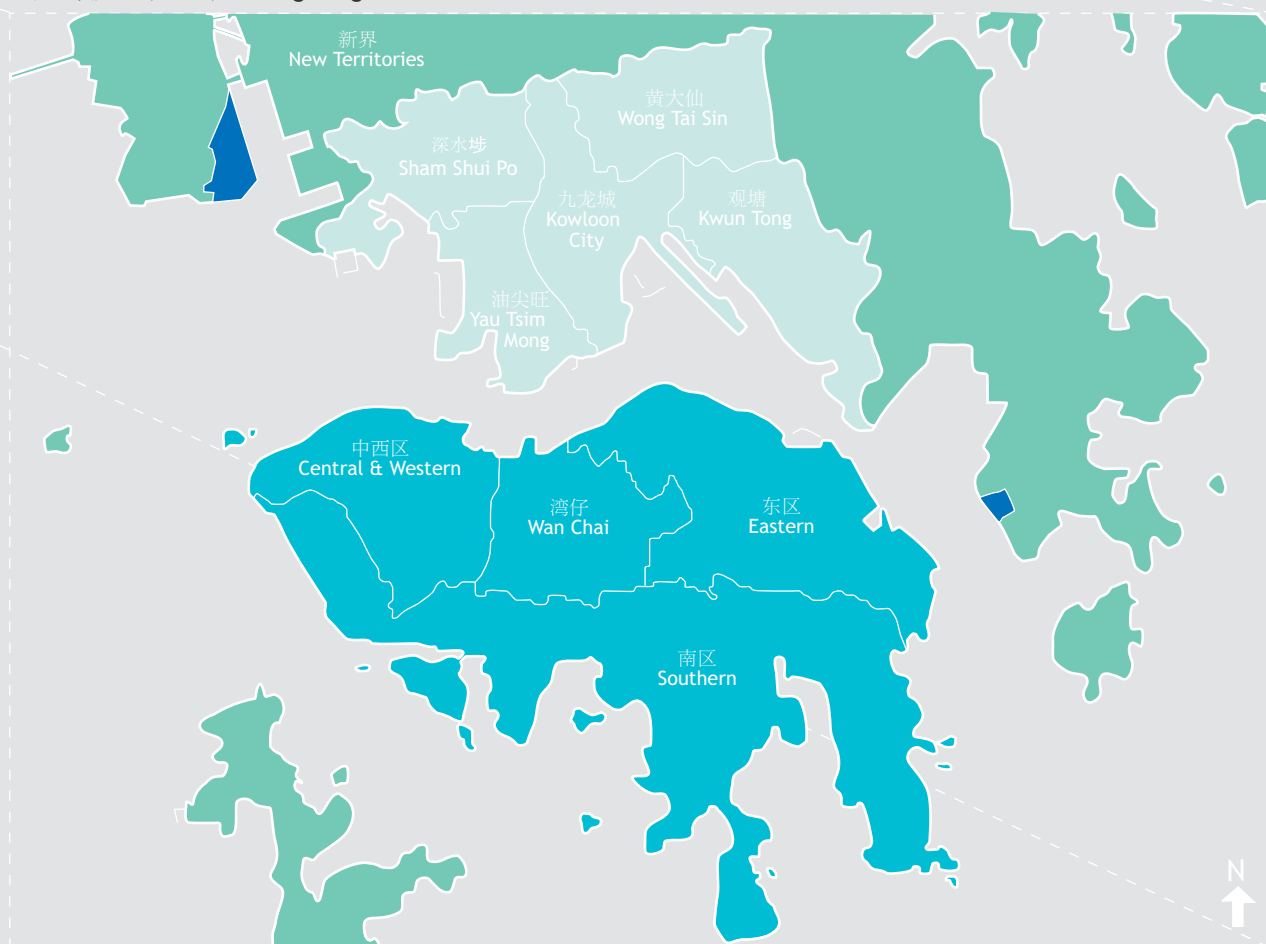 新界
New Territories
黄大仙
Wong Tai Sin
深水埗
Sham Shui Po
九龙城
Kowloon
City
观塘
Kwun Tong
油尖旺
Yau Tsim
Mong
中西区
Central & Western
湾仔
Wan Chai
东区
Eastern
南区
Southern
N